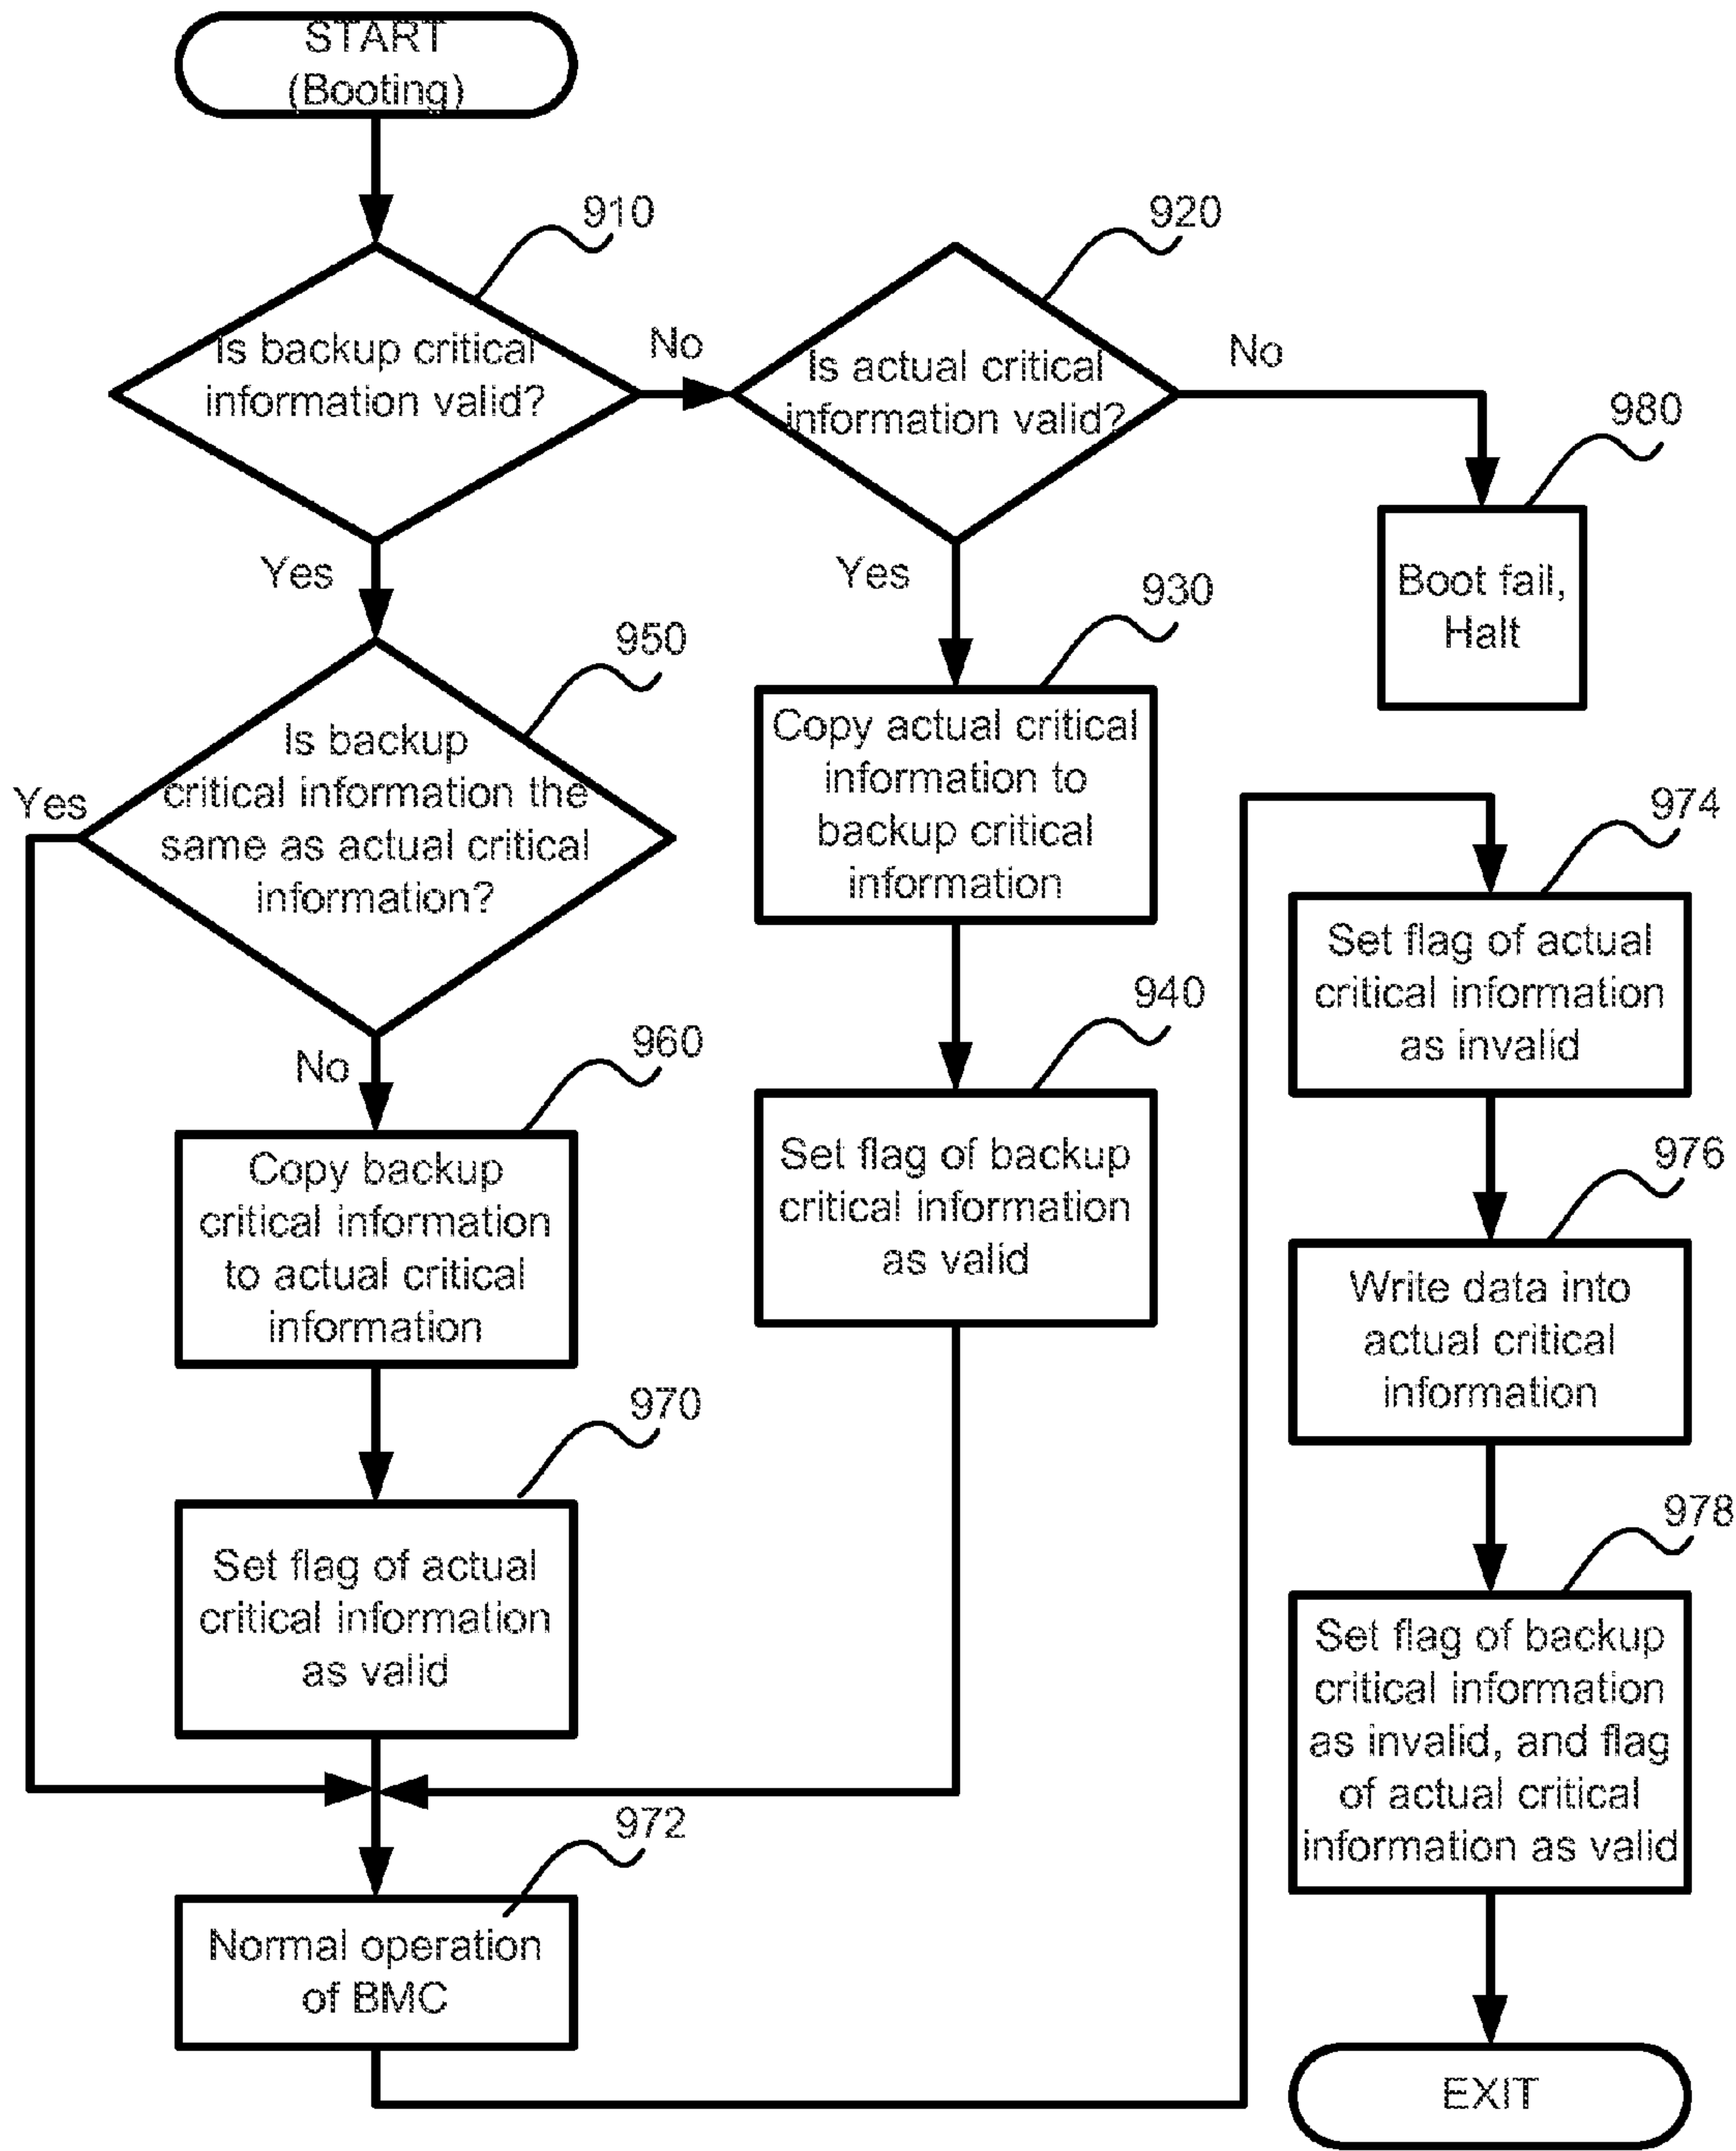 START
(Booting)
910
Is backup critical
information valid?
No
920
Is actual critical
information valid?
No
980
Boot fail,
Halt
Yes
Yes
930
Copy actual critical
information to
backup critical
information
950
Is backup
critical information the
same as actual critical
information?
Yes
No
940
Set flag of backup
critical information
as valid
960
Copy backup
critical information
to actual critical
information
970
Set flag of actual
critical information
as valid
972
Normal operation
of BMC
974
Set flag of actual
critical information
as invalid
976
Write data into
actual critical
information
978
Set flag of backup
critical information
as invalid, and flag
of actual critical
information as valid
EXIT